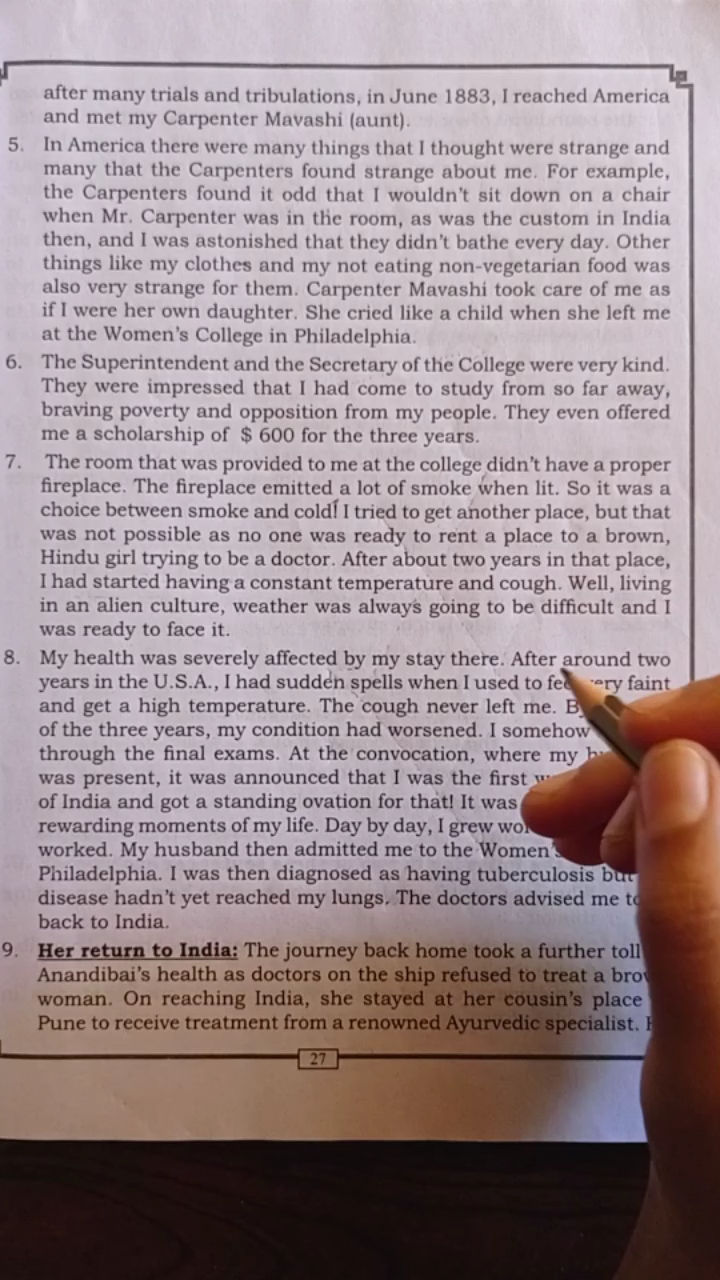 after many trials and tribulations, in June 1883, I reached America
and met my Carpenter Mavashi (aunt).
5. In America there were many things that I thought were strange and
many that the Carpenters found strange about me. For example,
the Carpenters found it odd that I wouldn't sit down on a chair
when Mr. Carpenter was in the room, as was the custom in India
then, and I was astonished that they didn't bathe every day. Other
things like my clothes and my not eating non-vegetarian food was
also very strange for them. Carpenter Mavashi took care of me as
if I were her own daughter. She cried like a child when she left me
at the Women's College in Philadelphia.
6. The Superintendent and the Secretary of the College were very kind.
They were impressed that I had come to study from so far away,
braving poverty and opposition from my people. They even offered
me a scholarship of $ 600 for the three years.
7. The room that was provided to me at the college didn't have a proper
fireplace. The fireplace emitted a lot of smoke when lit. So it was a
choice between smoke and cold! I tried to get another place, but that
was not possible as no one was ready to rent a place to a brown,
Hindu girl trying to be a doctor. After about two years in that place,
I had started having a constant temperature and cough. Well, living
in an alien culture, weather was always going to be difficult and I
was ready to face it.
8. My health was severely affected by my stay there. After around two
years in the U.S.A., I had sudden spells when I used to faint
and get a high temperature. The cough never left me.
of the three years, my condition had worsened. I somehow
through the final exams. At the convocation, where my
was present, it was announced that I was the first
of India and got a standing ovation for that! It was
rewarding moments of my life. Day by day, I grew
worked. My husband then admitted me to the Women's
Philadelphia. I was then diagnosed as having tuberculosis but
disease hadn't yet reached my lungs. The doctors advised me
back to India.
9. Her return to India: The journey back home took a further toll
Anandibai's health as doctors on the ship refused to treat a
woman. On reaching India, she stayed at her cousin's place
Pune to receive treatment from a renowned Ayurvedic specialist.
27